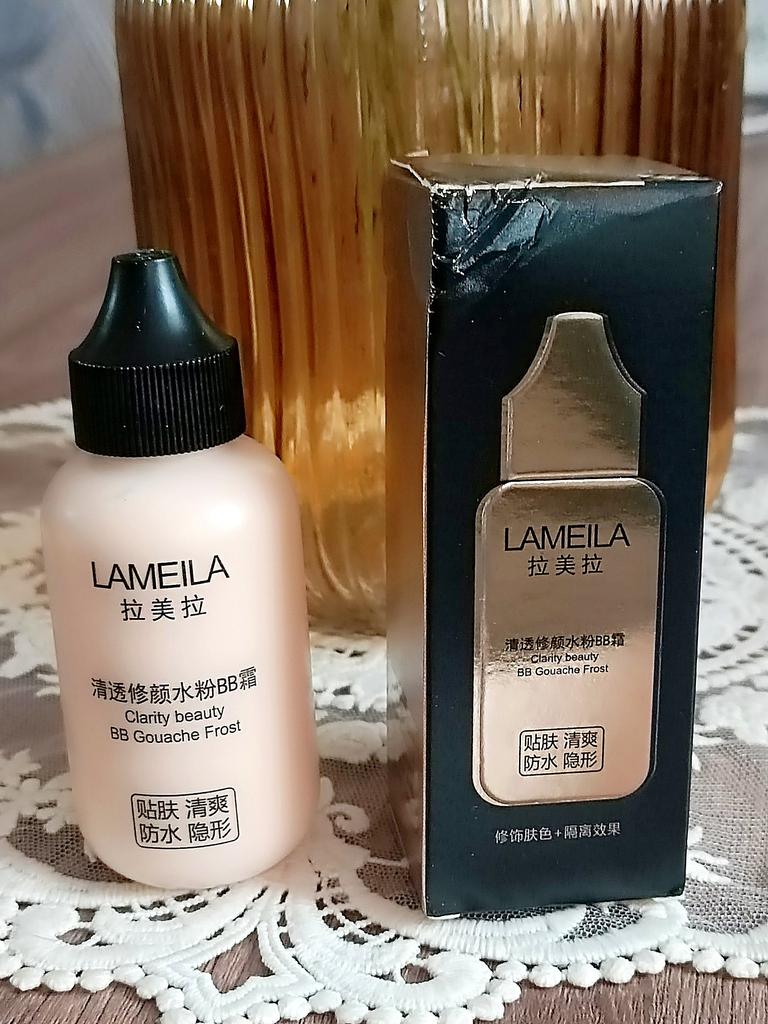 LAMEILA
拉美拉
清透修颜水粉BB霜
Clarity beauty
BB Gouache Frost
贴肤 清爽
防水 隐形
LAMEILA
拉美拉
清透修颜水粉BB霜
Clarity beauty
BB Gouache Frost
贴肤 清爽
防水 隐形
修饰肤色+隔离效果